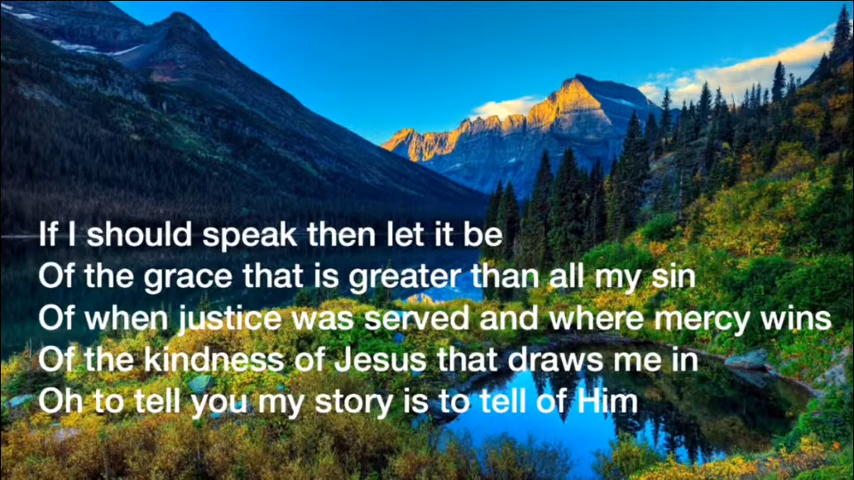 If I should speak then let it be
Of the grace that is greater than all my sin
Of when justice was served and where mercy wins
Of the kindness of Jesus that draws me in
Oh to tell you my story is to tell of Him